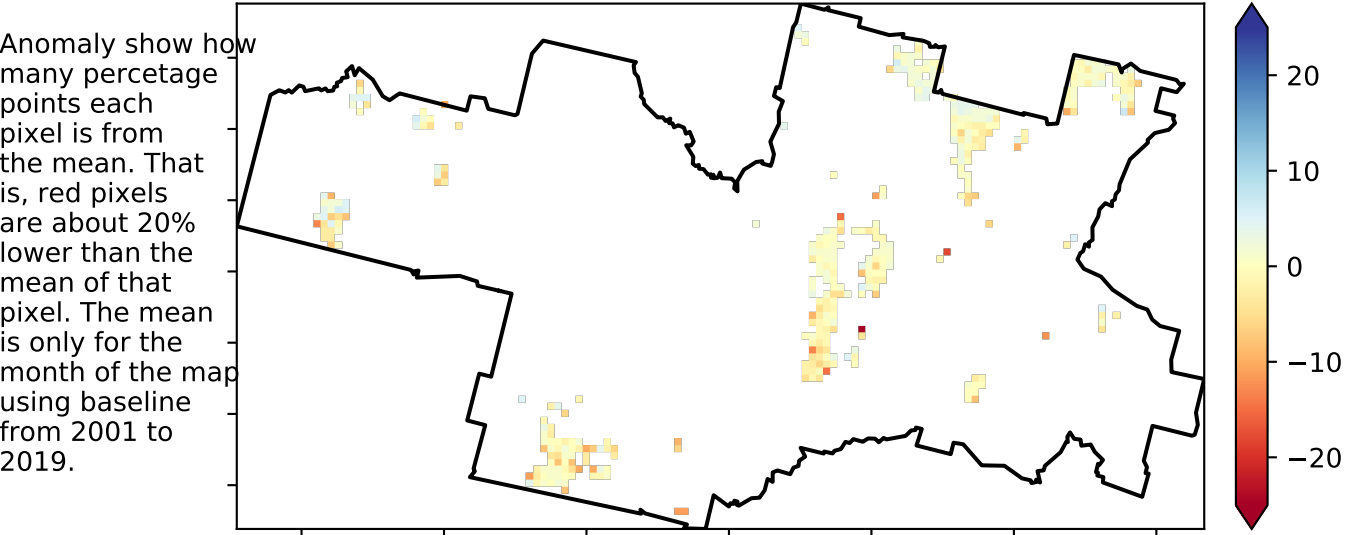 Anomaly show how
many percetage
points each
pixel is from
the mean. That
is, red pixels
are about 20%
lower than the
mean of that
pixel. The mean
is only for the
month of the map
using baseline
from 2001 to
2019.
20
10
0
−10
−20